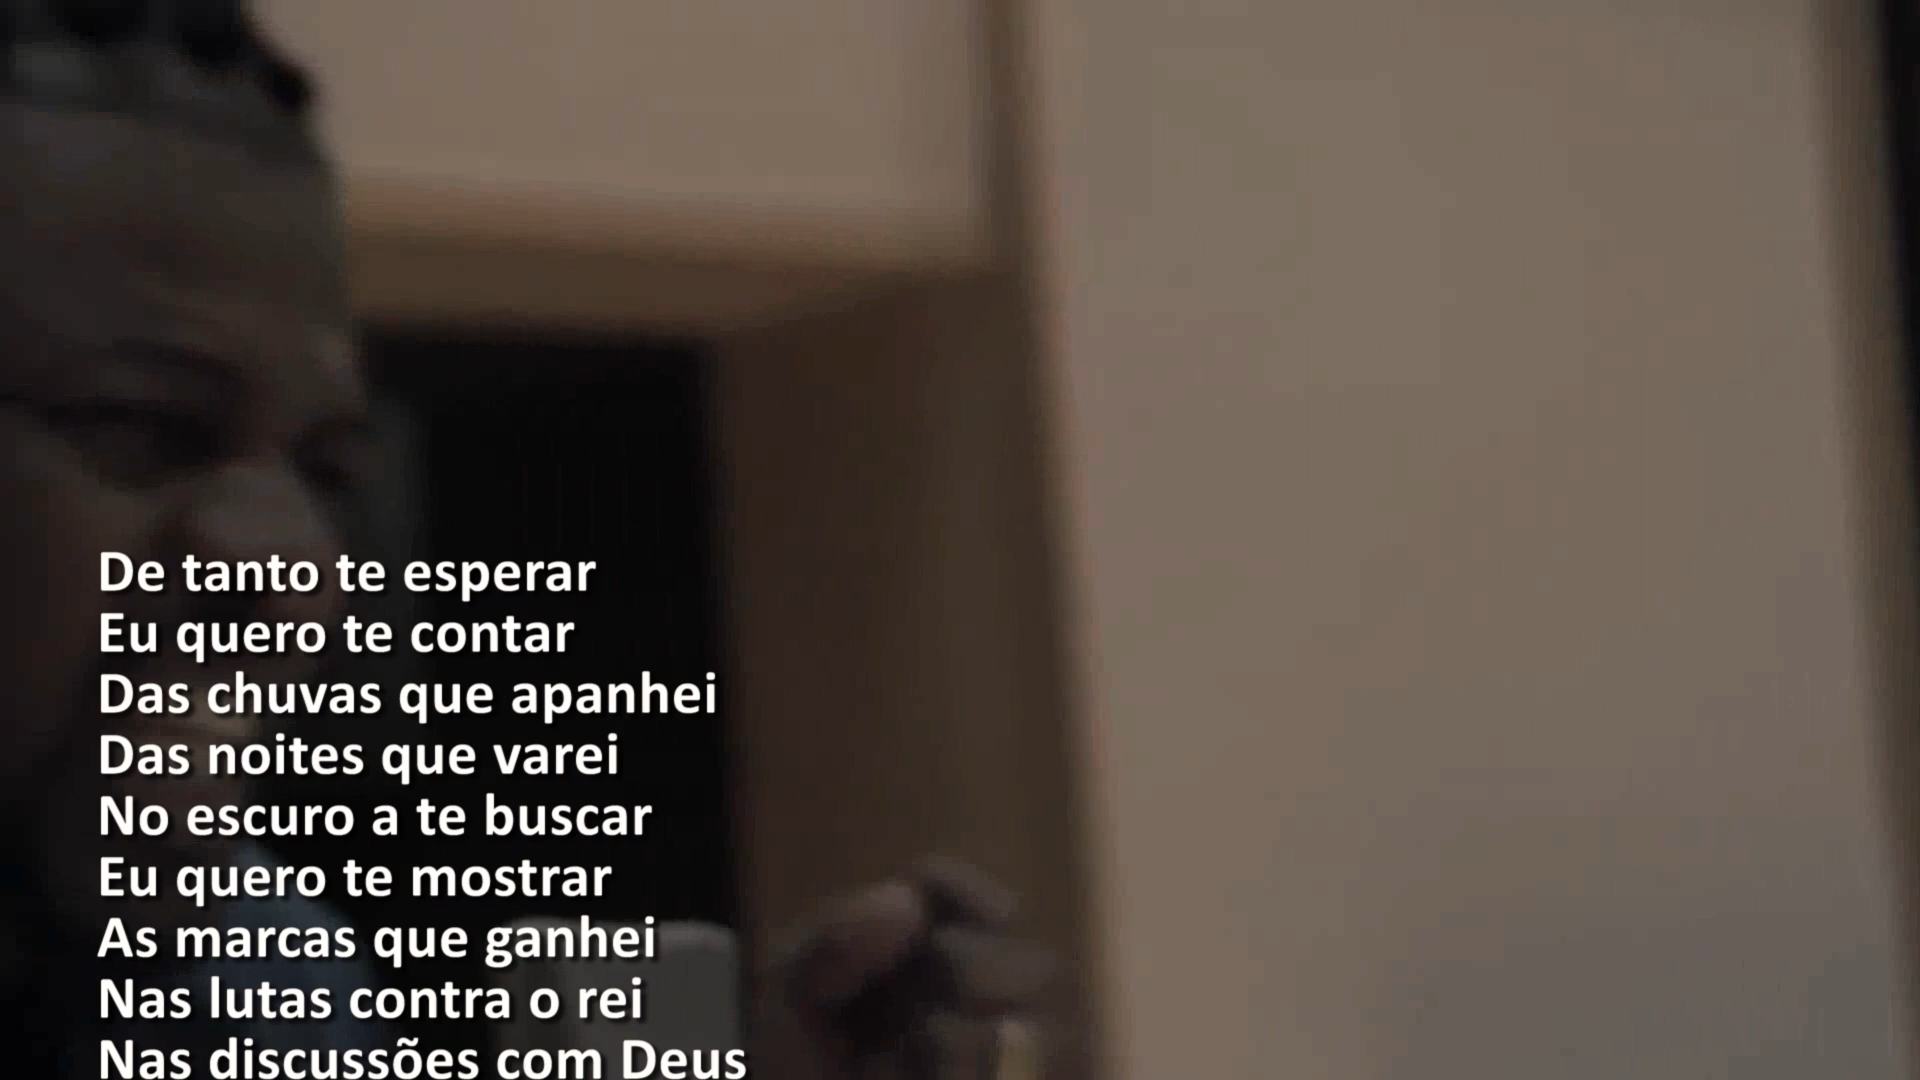 De tanto te esperar
Eu quero te contar
Das chuvas que apanhei
Das noites que varei
No escuro a te buscar
Eu quero te mostrar
As marcas que ganhei
Nas lutas contra o rei
Nas discussões com Deus